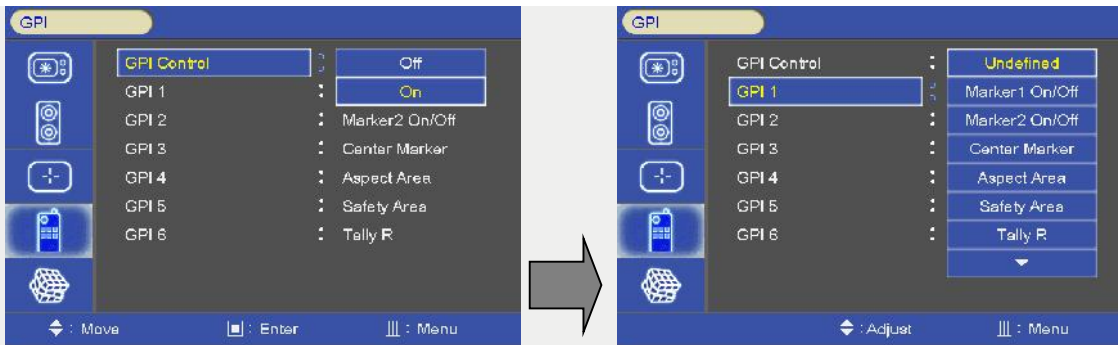 GPI
GPI Control : Off
GPI 1 : On
GPI 2 : Marker2 On/Off
GPI 3 : Center Marker
GPI 4 : Aspect Area
GPI 5 : Safety Area
GPI 6 : Tally R
: Move : Enter : Menu
GPI
GPI Control : Undefined
GPI 1 : Marker1 On/Off
GPI 2 : Marker2 On/Off
GPI 3 : Center Marker
GPI 4 : Aspect Area
GPI 5 : Safety Area
GPI 6 : Tally R
: Adjust : Menu